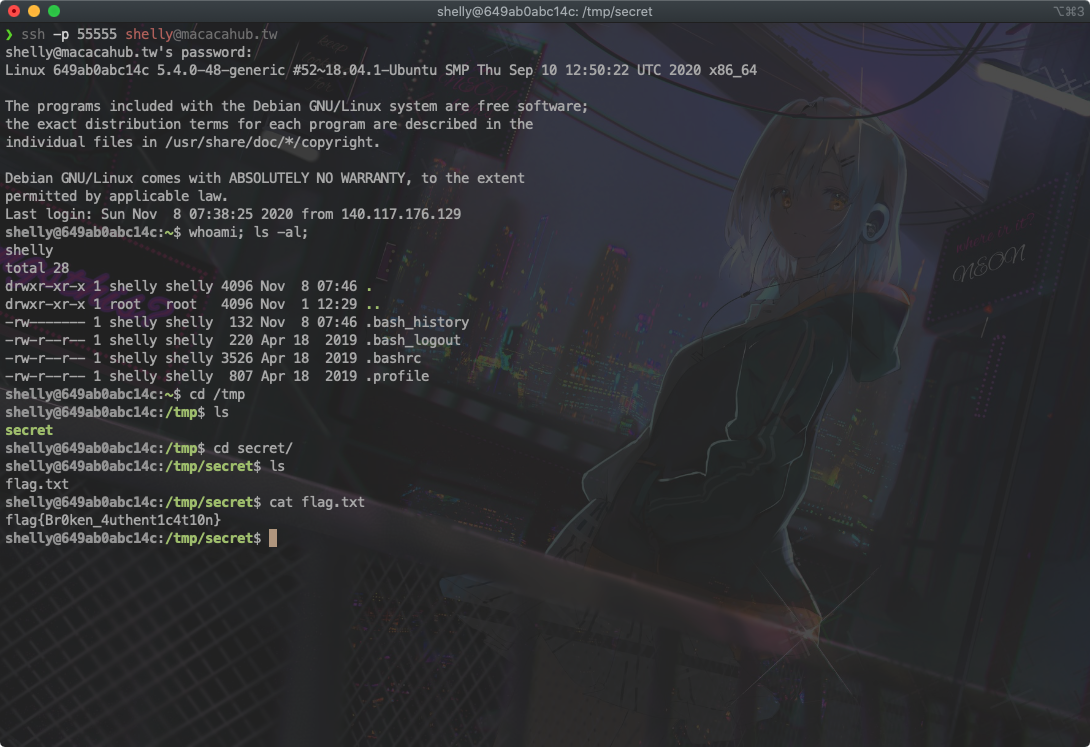 shelly@649ab0abc14c: /tmp/secret
⌥⌘3
❯ ssh -p 55555 shelly@macacahub.tw
shelly@macacahub.tw's password:
Linux 649ab0abc14c 5.4.0-48-generic #52~18.04.1-Ubuntu SMP Thu Sep 10 12:50:22 UTC 2020 x86_64
The programs included with the Debian GNU/Linux system are free software;
the exact distribution terms for each program are described in the
individual files in /usr/share/doc/*/copyright.
Debian GNU/Linux comes with ABSOLUTELY NO WARRANTY, to the extent
permitted by applicable law.
Last login: Sun Nov  8 07:38:25 2020 from 140.117.176.129
shelly@649ab0abc14c:~$ whoami; ls -al;
shelly
total 28
drwxr-xr-x 1 shelly shelly 4096 Nov  8 07:46 .
drwxr-xr-x 1 root   root   4096 Nov  1 12:29 ..
-rw------- 1 shelly shelly  132 Nov  8 07:46 .bash_history
-rw-r--r-- 1 shelly shelly  220 Apr 18  2019 .bash_logout
-rw-r--r-- 1 shelly shelly 3526 Apr 18  2019 .bashrc
-rw-r--r-- 1 shelly shelly  807 Apr 18  2019 .profile
shelly@649ab0abc14c:~$ cd /tmp
shelly@649ab0abc14c:/tmp$ ls
secret
shelly@649ab0abc14c:/tmp$ cd secret/
shelly@649ab0abc14c:/tmp/secret$ ls
flag.txt
shelly@649ab0abc14c:/tmp/secret$ cat flag.txt
flag{Br0ken_4uthent1c4t10n}
shelly@649ab0abc14c:/tmp/secret$
where is it
NEON